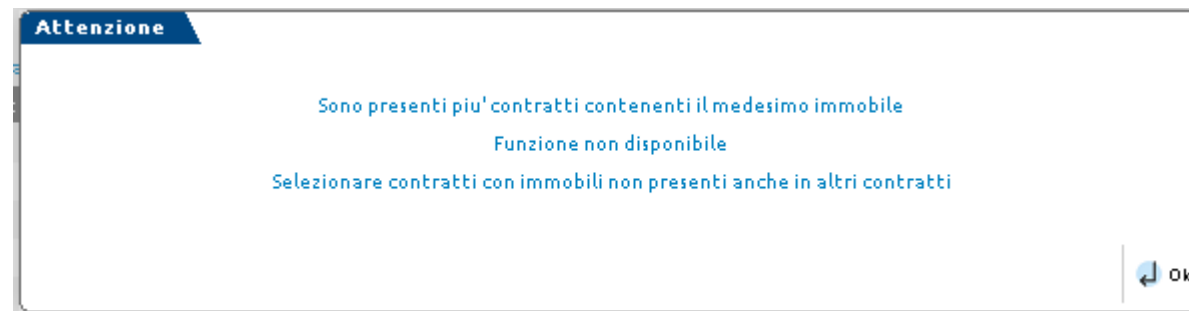 Attenzione
Sono presenti piu' contratti contenenti il medesimo immobile
Funzione non disponibile
Selezionare contratti con immobili non presenti anche in altri contratti
Ok